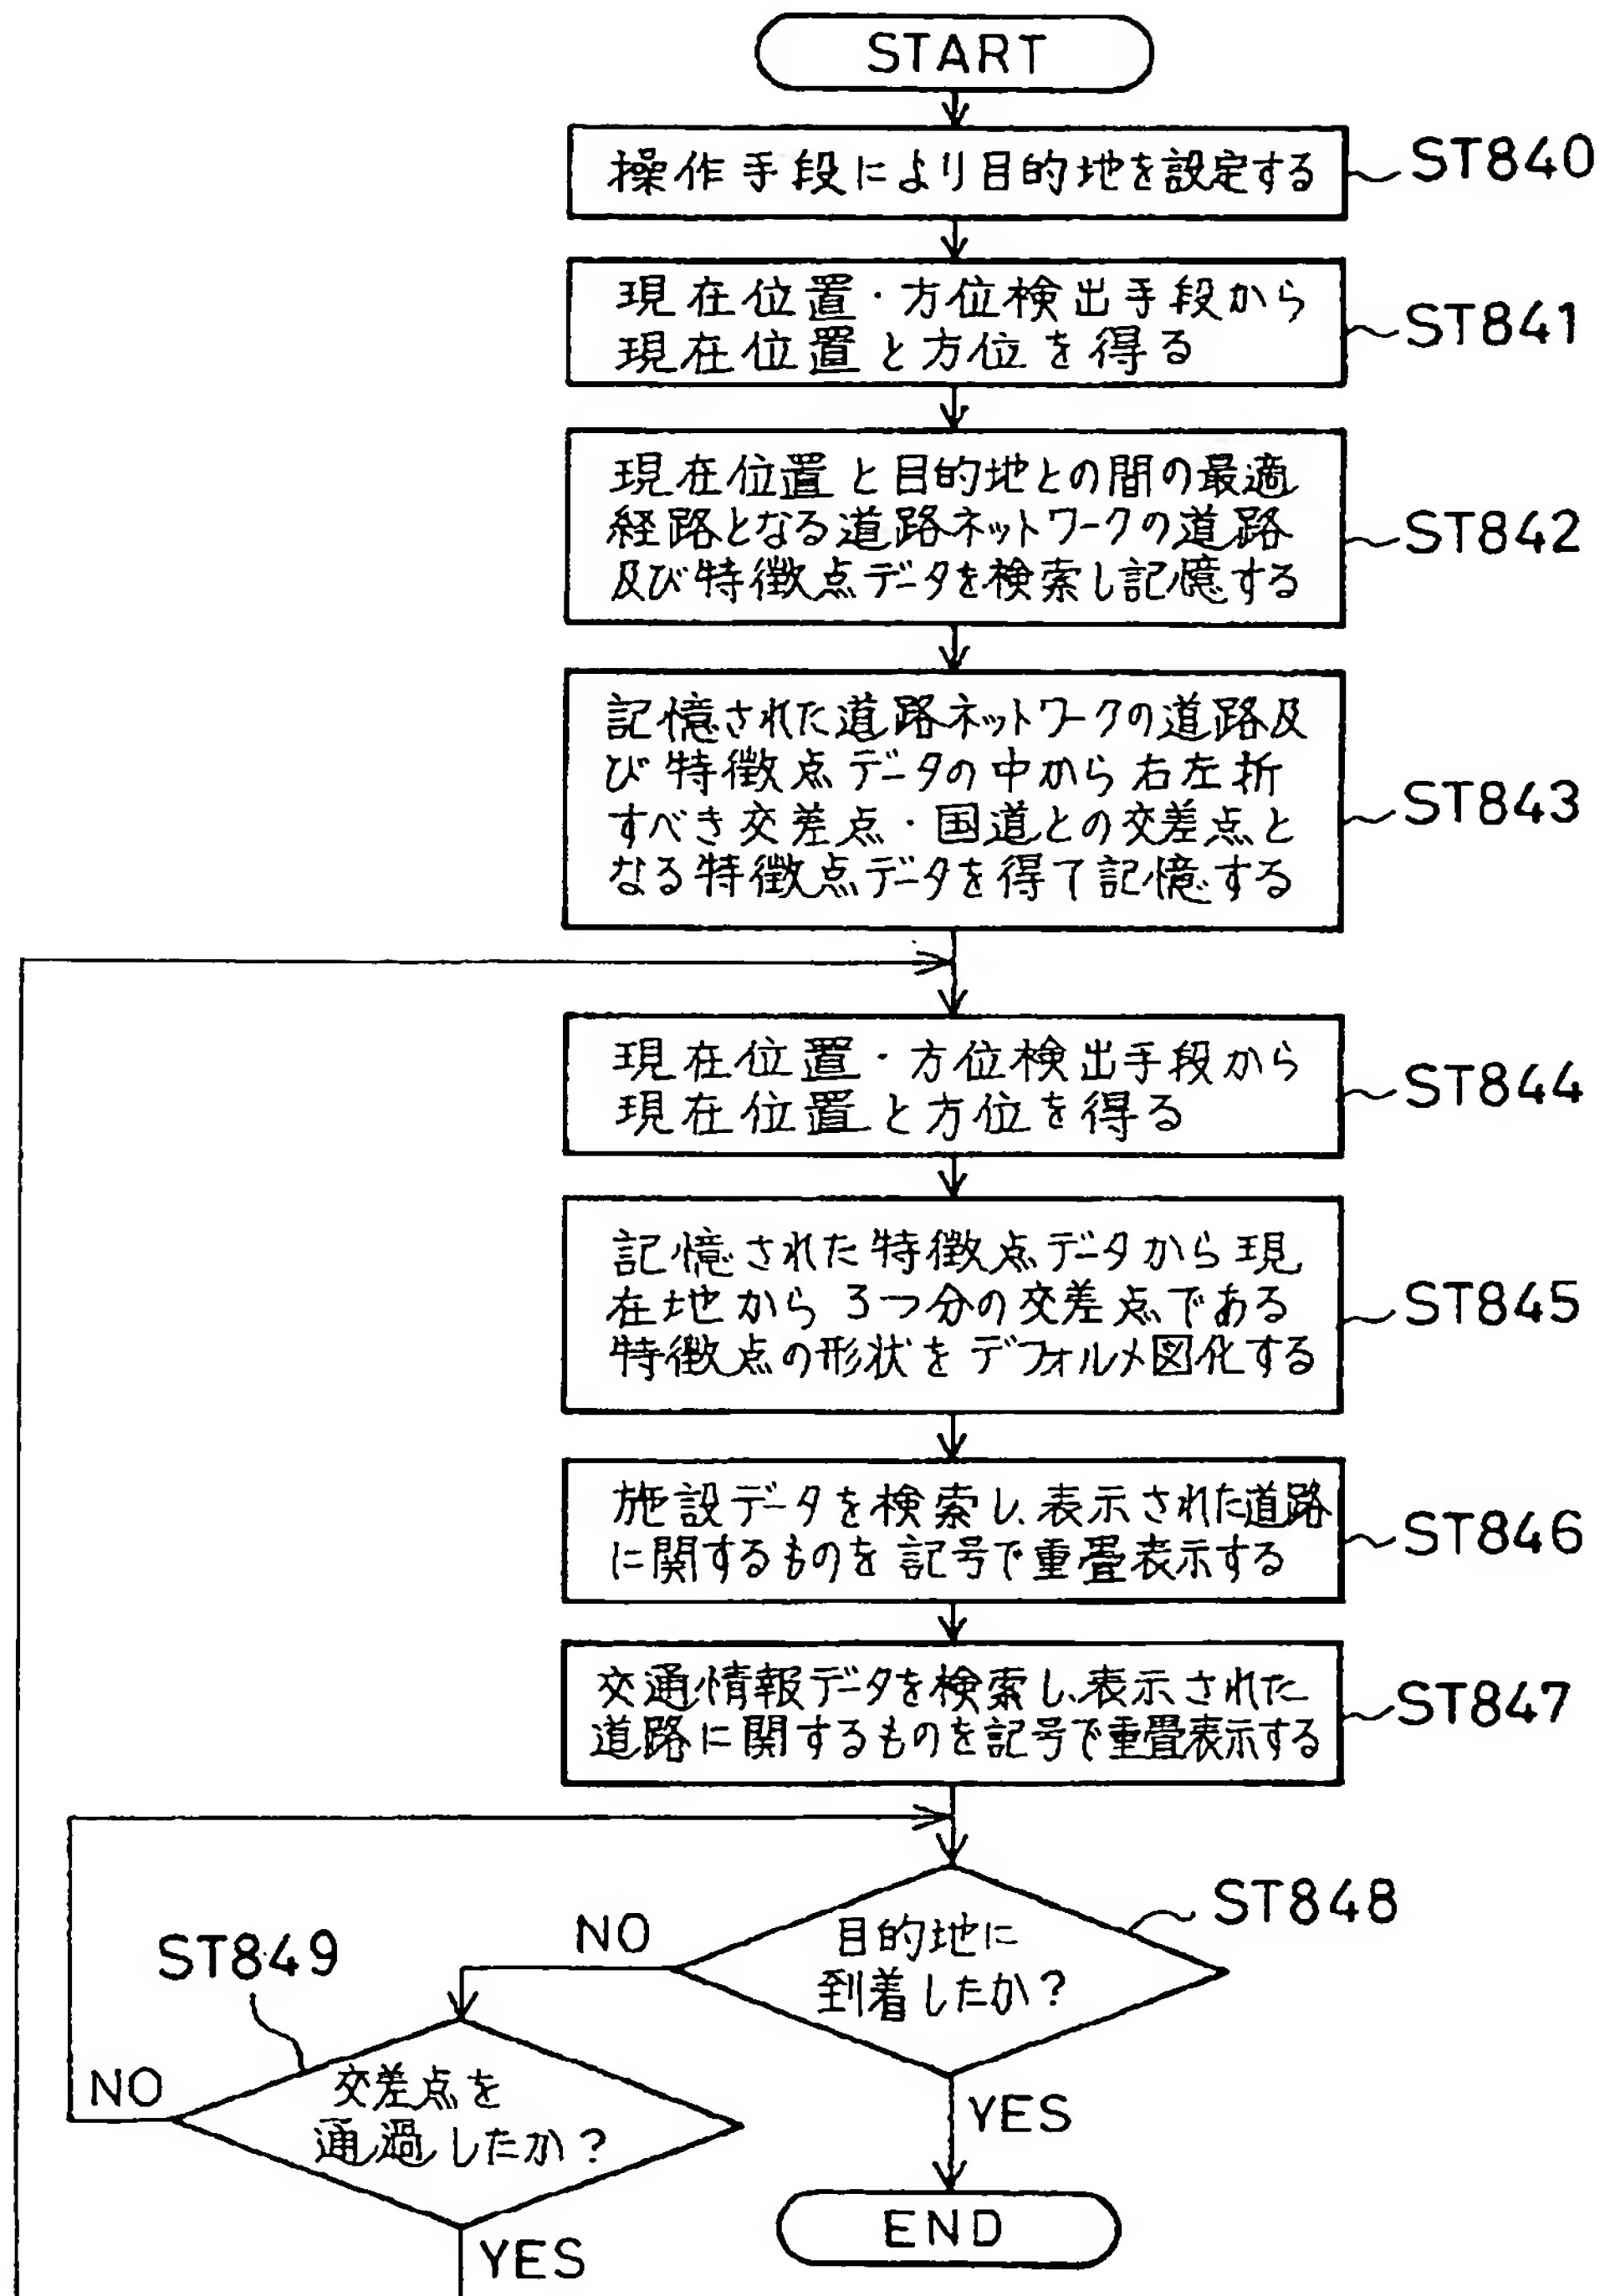 START
操作手段により目的地を設定する
ST840
現在位置・方位検出手段から
現在位置と方位を得る
ST841
現在位置と目的地との間の最適
経路となる道路ネットワークの道路
及び特徴点データを検索し記憶する
ST842
記憶された道路ネットワークの道路及
び特徴点データの中から右左折
すべき交差点・国道との交差点と
なる特徴点データを得て記憶する
ST843
現在位置・方位検出手段から
現在位置と方位を得る
ST844
記憶された特徴点データから現
在地から3つ分の交差点である
特徴点の形状をデフォルメ図化する
ST845
施設データを検索し、表示された道路
に関するものを記号で重畳表示する
ST846
交通情報データを検索し、表示された
道路に関するものを記号で重畳表示する
ST847
目的地に
到着したか?
ST848
NO
YES
ST849
交差点を
通過したか?
NO
YES
END